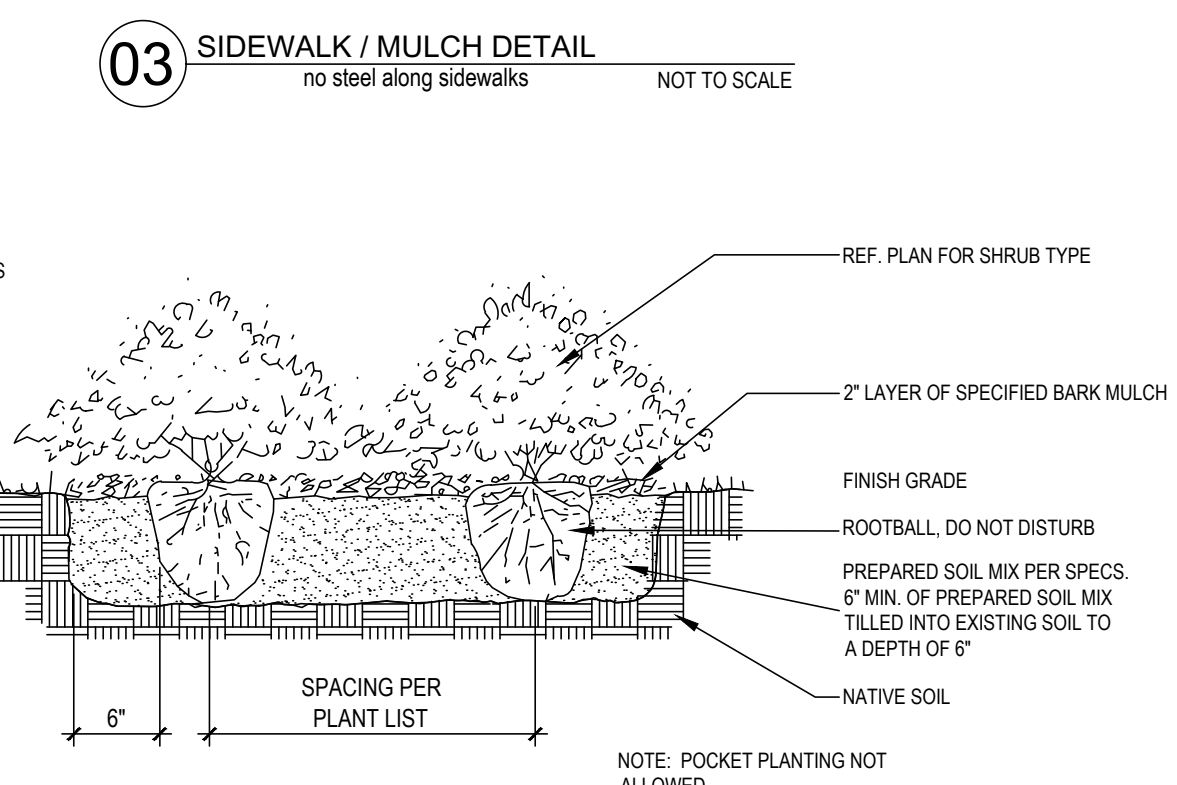 03
SIDEWALK / MULCH DETAIL
no steel along sidewalks
NOT TO SCALE
REF. PLAN FOR SHRUB TYPE
2" LAYER OF SPECIFIED BARK MULCH
FINISH GRADE
ROOTBALL, DO NOT DISTURB
PREPARED SOIL MIX PER SPECS.
6" MIN. OF PREPARED SOIL MIX
TILLED INTO EXISTING SOIL TO
A DEPTH OF 6"
NATIVE SOIL
6"
SPACING PER
PLANT LIST
NOTE: POCKET PLANTING NOT
ALLOWED